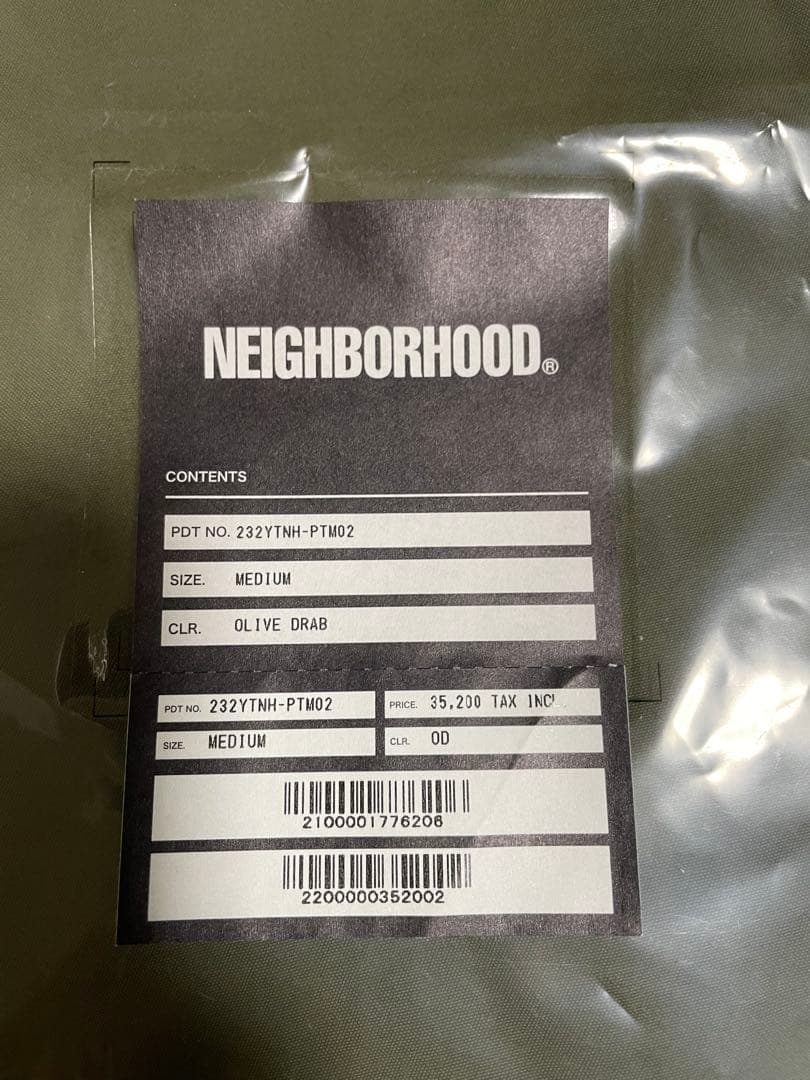 NEIGHBORHOOD®
CONTENTS
PDT NO. 232YTNH-PTM02
SIZE. MEDIUM
CLR. OLIVE DRAB
PDT NO. 232YTNH-PTM02
PRICE. 35,200 TAX INCL
SIZE. MEDIUM
CLR. OD
2100001776206
2200000352002